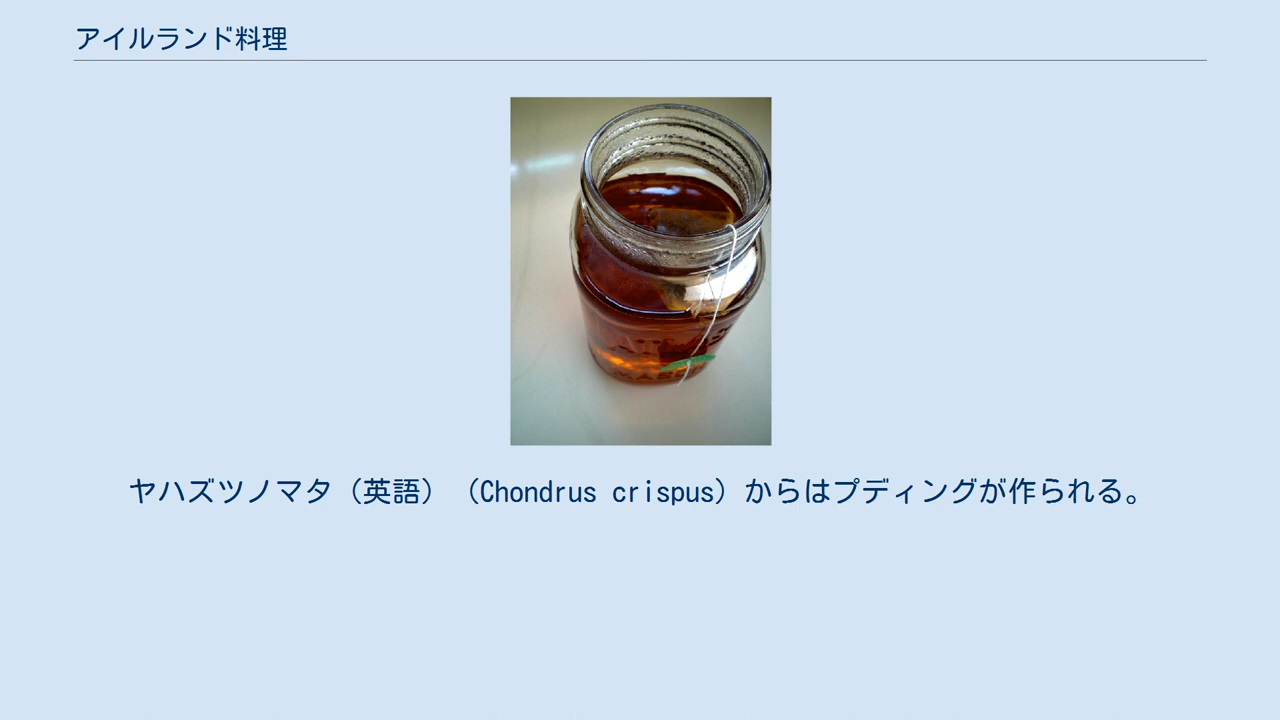 アイルランド料理
ヤハズツノマタ（英語）（Chondrus crispus）からはプディングが作られる。